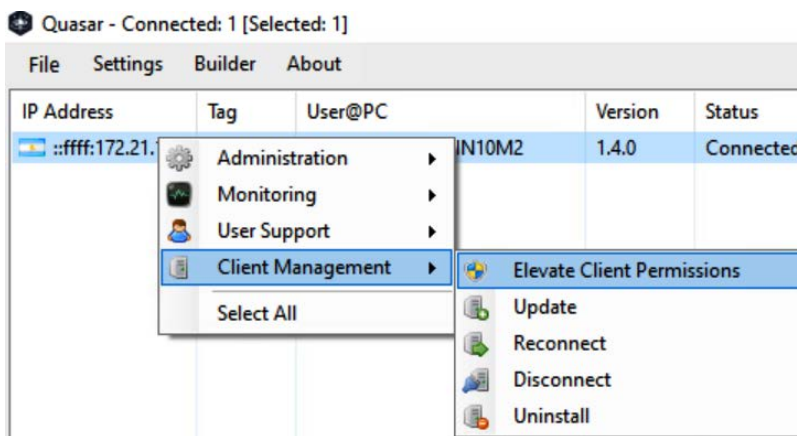 Quasar - Connected: 1 [Selected: 1]
File Settings Builder About
IP Address Tag User@PC Version Status
::ffff:172.21. IN10M2 1.4.0 Connected
Administration
Monitoring
User Support
Client Management
Select All
Elevate Client Permissions
Update
Reconnect
Disconnect
Uninstall